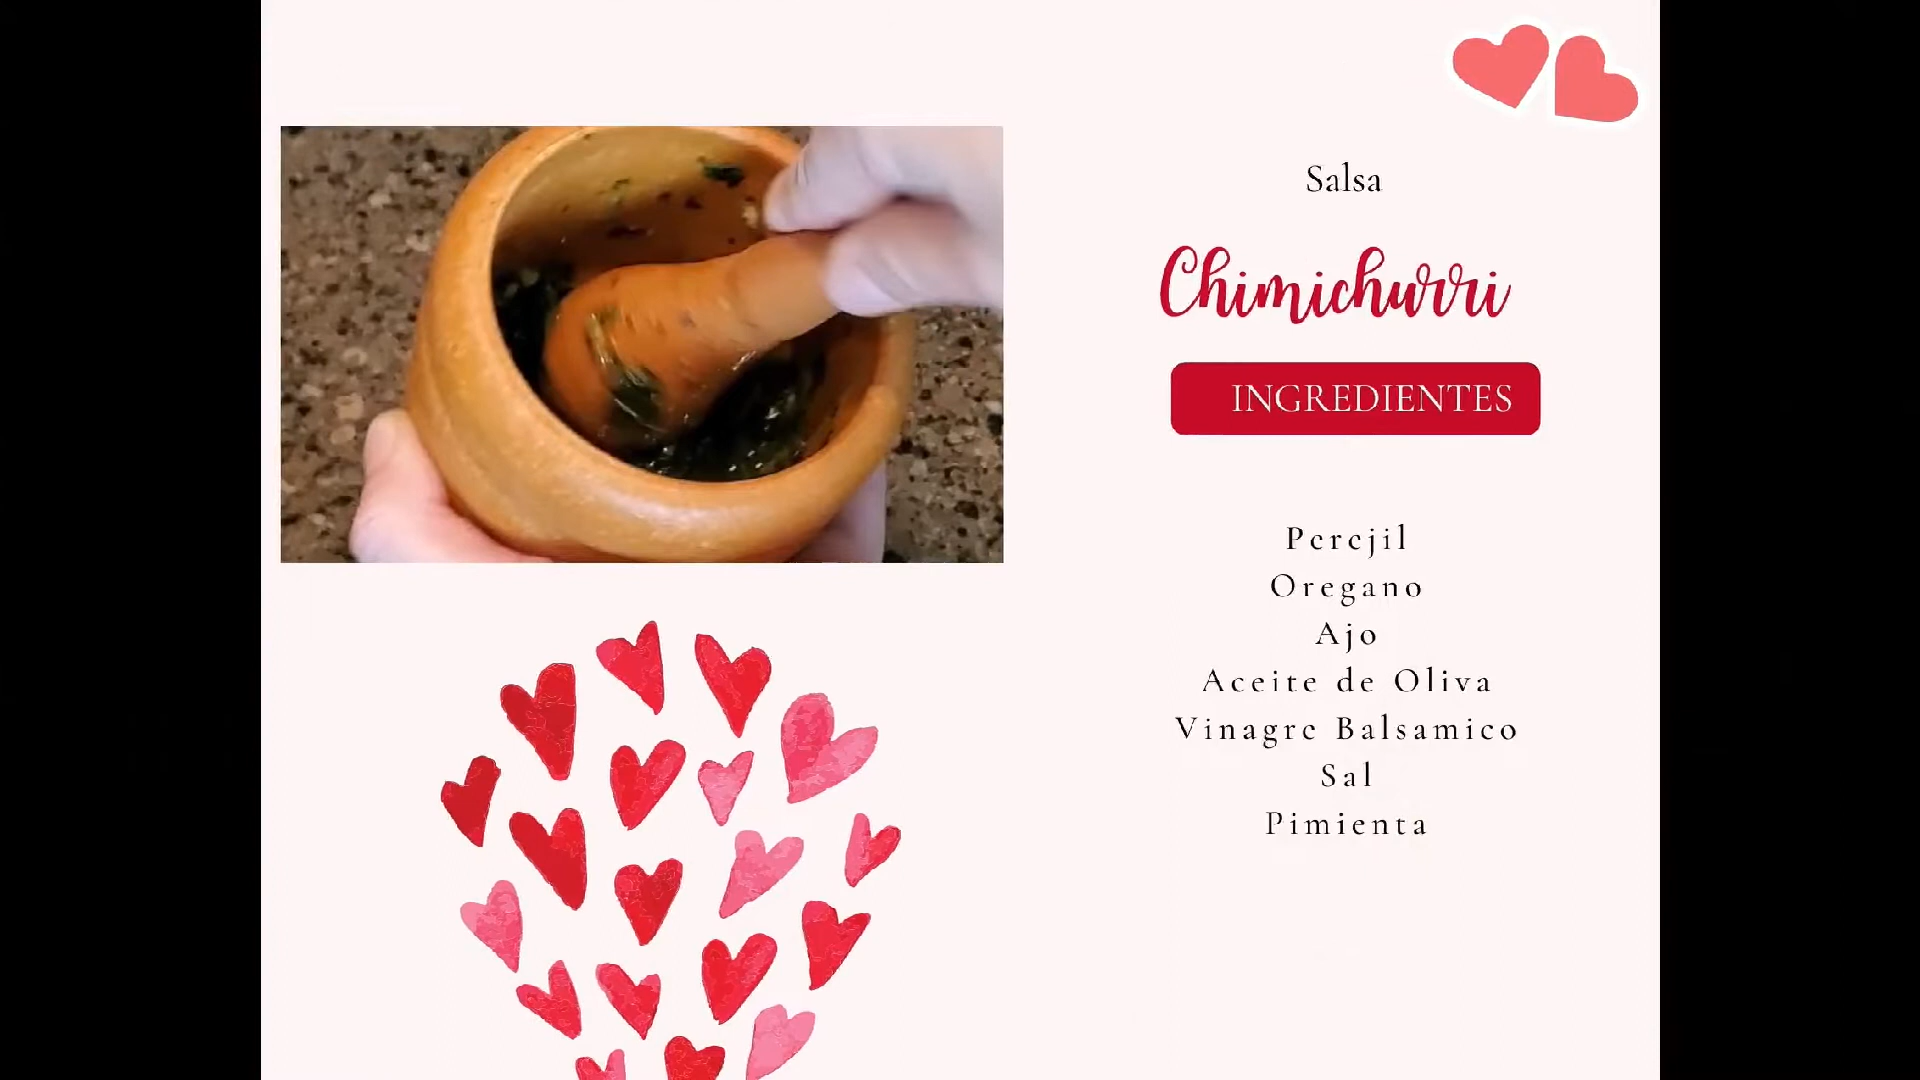 Salsa
Chimichurri
INGREDIENTES
Perejil
Oregano
Ajo
Aceite de Oliva
Vinagre Balsamico
Sal
Pimienta